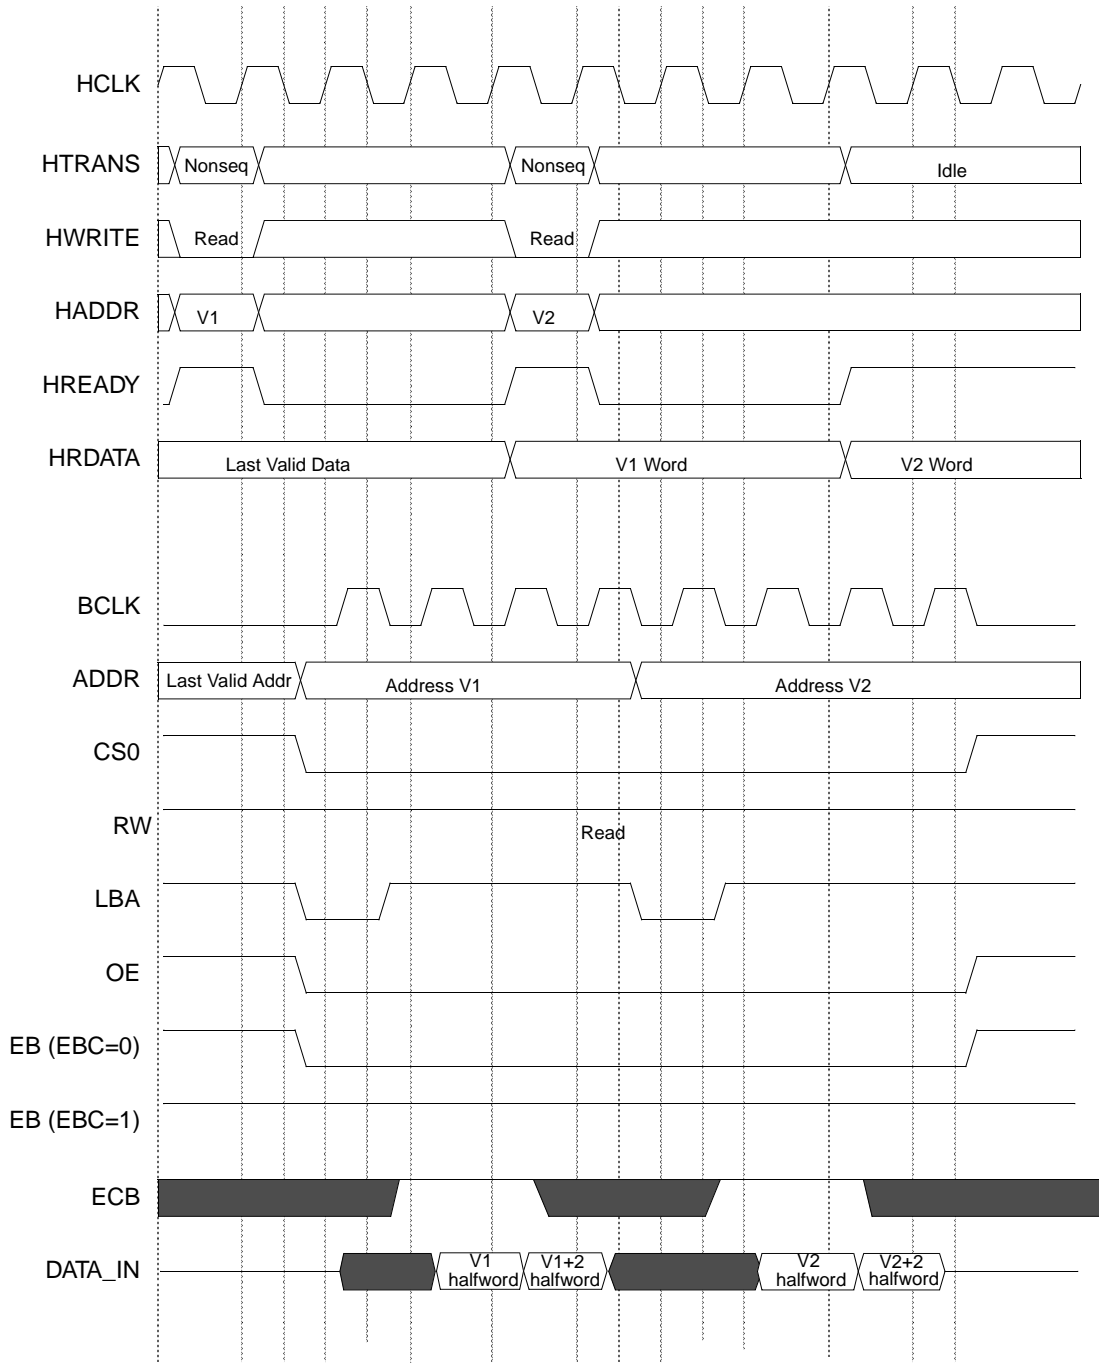 HCLK
HTRANS
Nonseq
Nonseq
Idle
HWRITE
Read
Read
HADDR
V1
V2
HREADY
HRDATA
Last Valid Data
V1 Word
V2 Word
BCLK
ADDR
Last Valid Addr
Address V1
Address V2
CS0
RW
Read
LBA
OE
EB (EBC=0)
EB (EBC=1)
ECB
DATA_IN
V1
halfword
V1+2
halfword
V2
halfword
V2+2
halfword